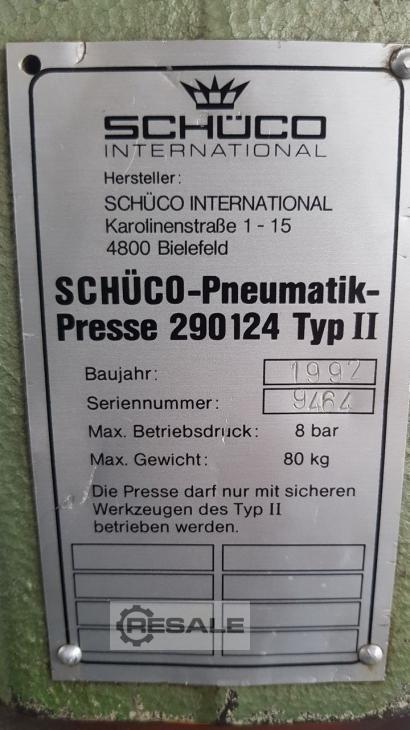 SCHÜCO
INTERNATIONAL
Hersteller:
SCHÜCO INTERNATIONAL
Karolinenstraße 1-15
4800 Bielefeld
SCHÜCO-Pneumatik-
Presse 290124 Typ II
Baujahr: 1992
Seriennummer: 9464
Max. Betriebsdruck: 8 bar
Max. Gewicht: 80 kg
Die Presse darf nur mit sicheren
Werkzeugen des Typ II
betrieben werden.
RESALE